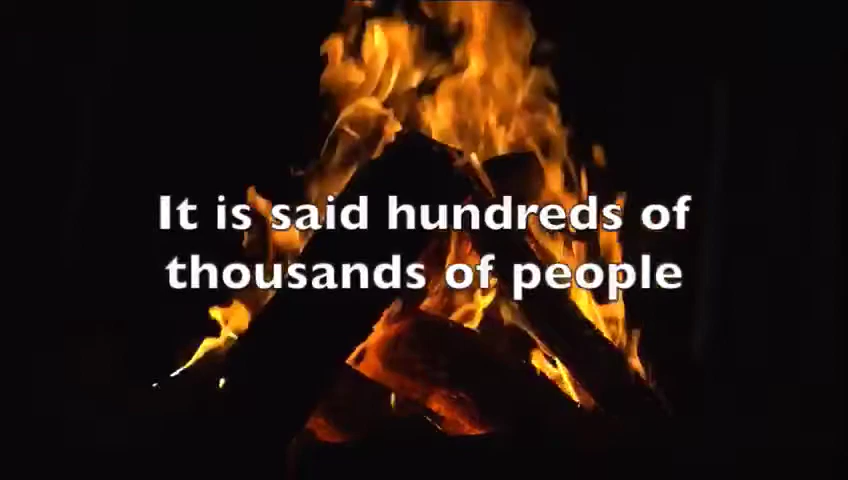 It is said hundreds of
thousands of people